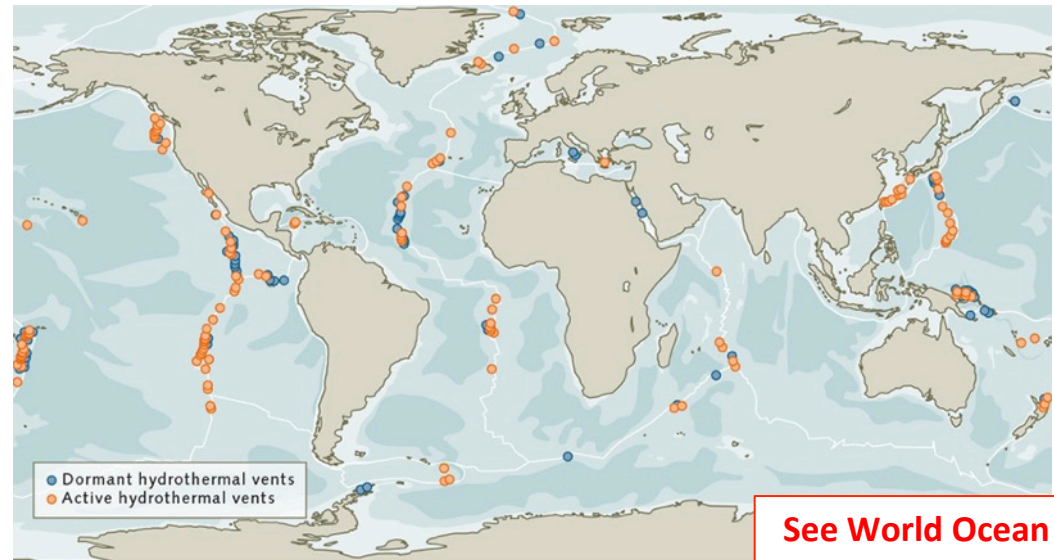 Dormant hydrothermal vents
Active hydrothermal vents
See World Ocean